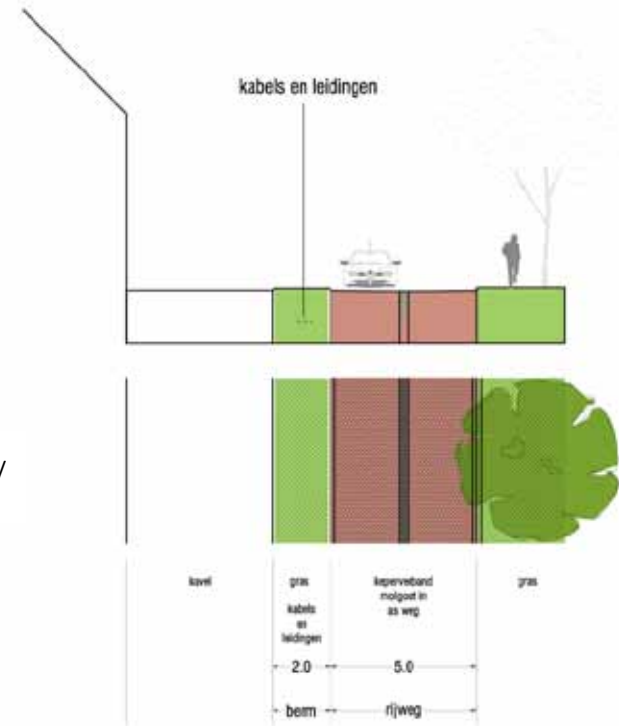 kabels en leidingen
/
kavel
gras
kabels
en
leidingen
keperverband
molgoot in
as weg
gras
2.0
5.0
berm
rijweg